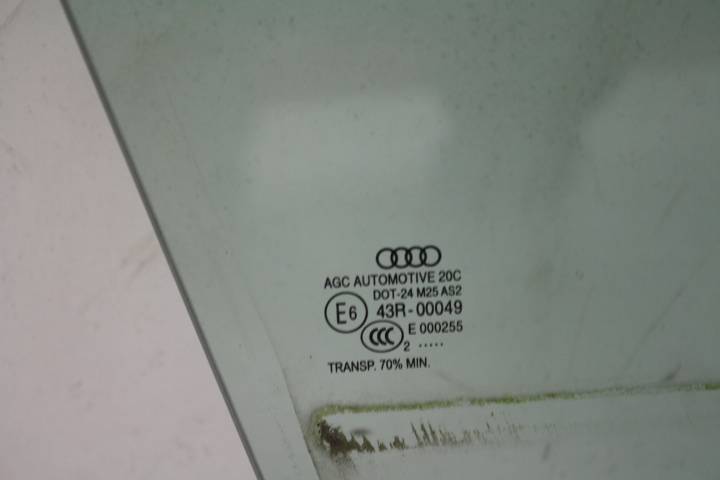 AGC AUTOMOTIVE 20C
DOT-24 M25 AS2
E6 43R-00049
CCC E 000255
2 .....
TRANSP. 70% MIN.